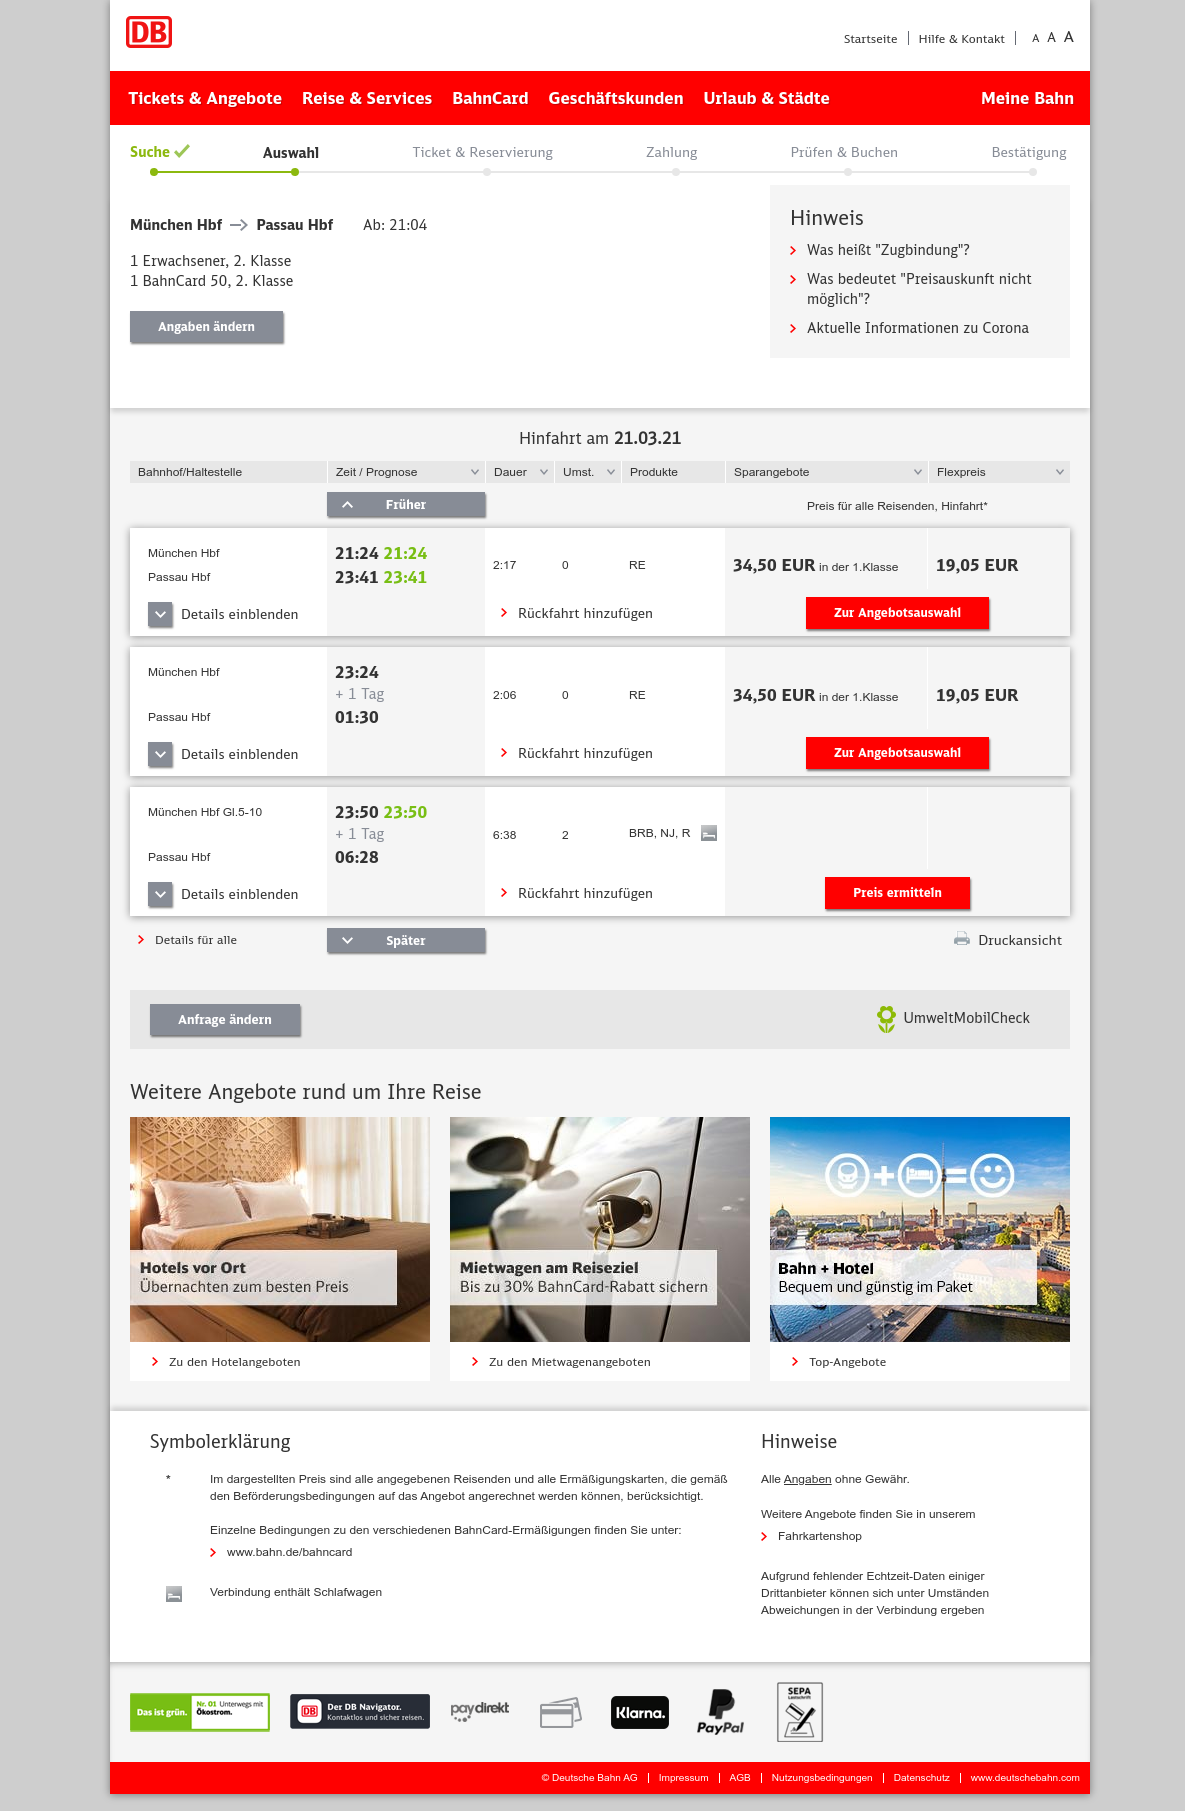 DB
Startseite
Hilfe & Kontakt
A A A
Tickets & Angebote
Reise & Services
BahnCard
Geschäftskunden
Urlaub & Städte
Meine Bahn
Suche
Auswahl
Ticket & Reservierung
Zahlung
Prüfen & Buchen
Bestätigung
München Hbf Passau Hbf Ab: 21:04
1 Erwachsener, 2. Klasse
1 BahnCard 50, 2. Klasse
Angaben ändern
Hinweis
Was heißt "Zugbindung"?
Was bedeutet "Preisauskunft nicht
möglich"?
Aktuelle Informationen zu Corona
Hinfahrt am 21.03.21
Bahnhof/Haltestelle
Zeit / Prognose
Dauer
Umst.
Produkte
Sparangebote
Flexpreis
Früher
Preis für alle Reisenden, Hinfahrt*
München Hbf
Passau Hbf
21:24 21:24
23:41 23:41
2:17
0
RE
34,50 EUR in der 1.Klasse
19,05 EUR
Details einblenden
Rückfahrt hinzufügen
Zur Angebotsauswahl
München Hbf
Passau Hbf
23:24
+ 1 Tag
01:30
2:06
0
RE
34,50 EUR in der 1.Klasse
19,05 EUR
Details einblenden
Rückfahrt hinzufügen
Zur Angebotsauswahl
München Hbf Gl.5-10
Passau Hbf
23:50 23:50
+ 1 Tag
06:28
6:38
2
BRB, NJ, R
Details einblenden
Rückfahrt hinzufügen
Preis ermitteln
Details für alle
Später
Druckansicht
Anfrage ändern
UmweltMobilCheck
Weitere Angebote rund um Ihre Reise
Hotels vor Ort
Übernachten zum besten Preis
Zu den Hotelangeboten
Mietwagen am Reiseziel
Bis zu 30% BahnCard-Rabatt sichern
Zu den Mietwagenangeboten
Bahn + Hotel
Bequem und günstig im Paket
Top-Angebote
Symbolerklärung
* Im dargestellten Preis sind alle angegebenen Reisenden und alle Ermäßigungskarten, die gemäß
den Beförderungsbedingungen auf das Angebot angerechnet werden können, berücksichtigt.
Einzelne Bedingungen zu den verschiedenen BahnCard-Ermäßigungen finden Sie unter:
www.bahn.de/bahncard
Verbindung enthält Schlafwagen
Hinweise
Alle Angaben ohne Gewähr.
Weitere Angebote finden Sie in unserem
Fahrkartenshop
Aufgrund fehlender Echtzeit-Daten einiger
Drittanbieter können sich unter Umständen
Abweichungen in der Verbindung ergeben
Das ist grün.
Nr. 01 Unterwegs mit
Ökostrom.
DB
Der DB Navigator.
Kontaktlos und sicher reisen.
paydirekt
Klarna.
PayPal
SEPA
Lastschrift
© Deutsche Bahn AG
Impressum
AGB
Nutzungsbedingungen
Datenschutz
www.deutschebahn.com